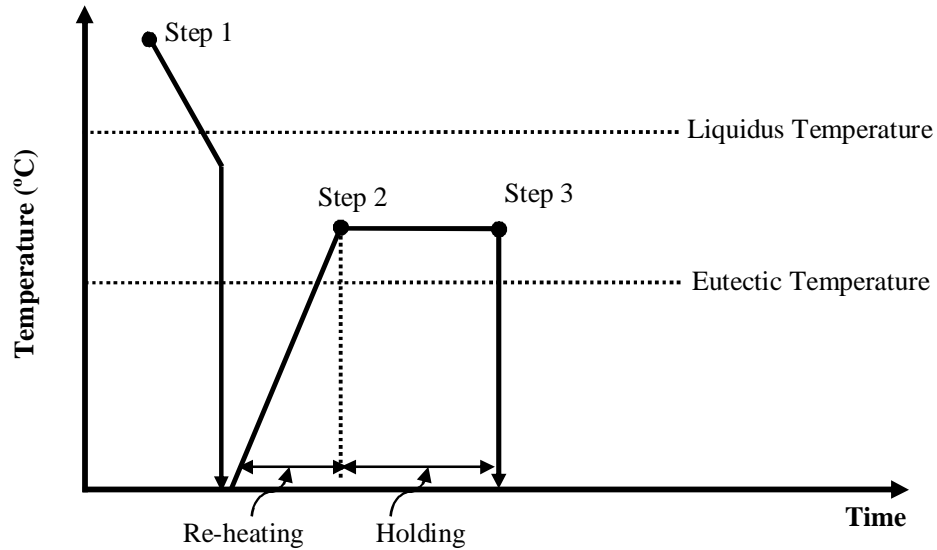 Step 1
Liquidus Temperature
Step 2
Step 3
Eutectic Temperature
Temperature (°C)
Re-heating
Holding
Time